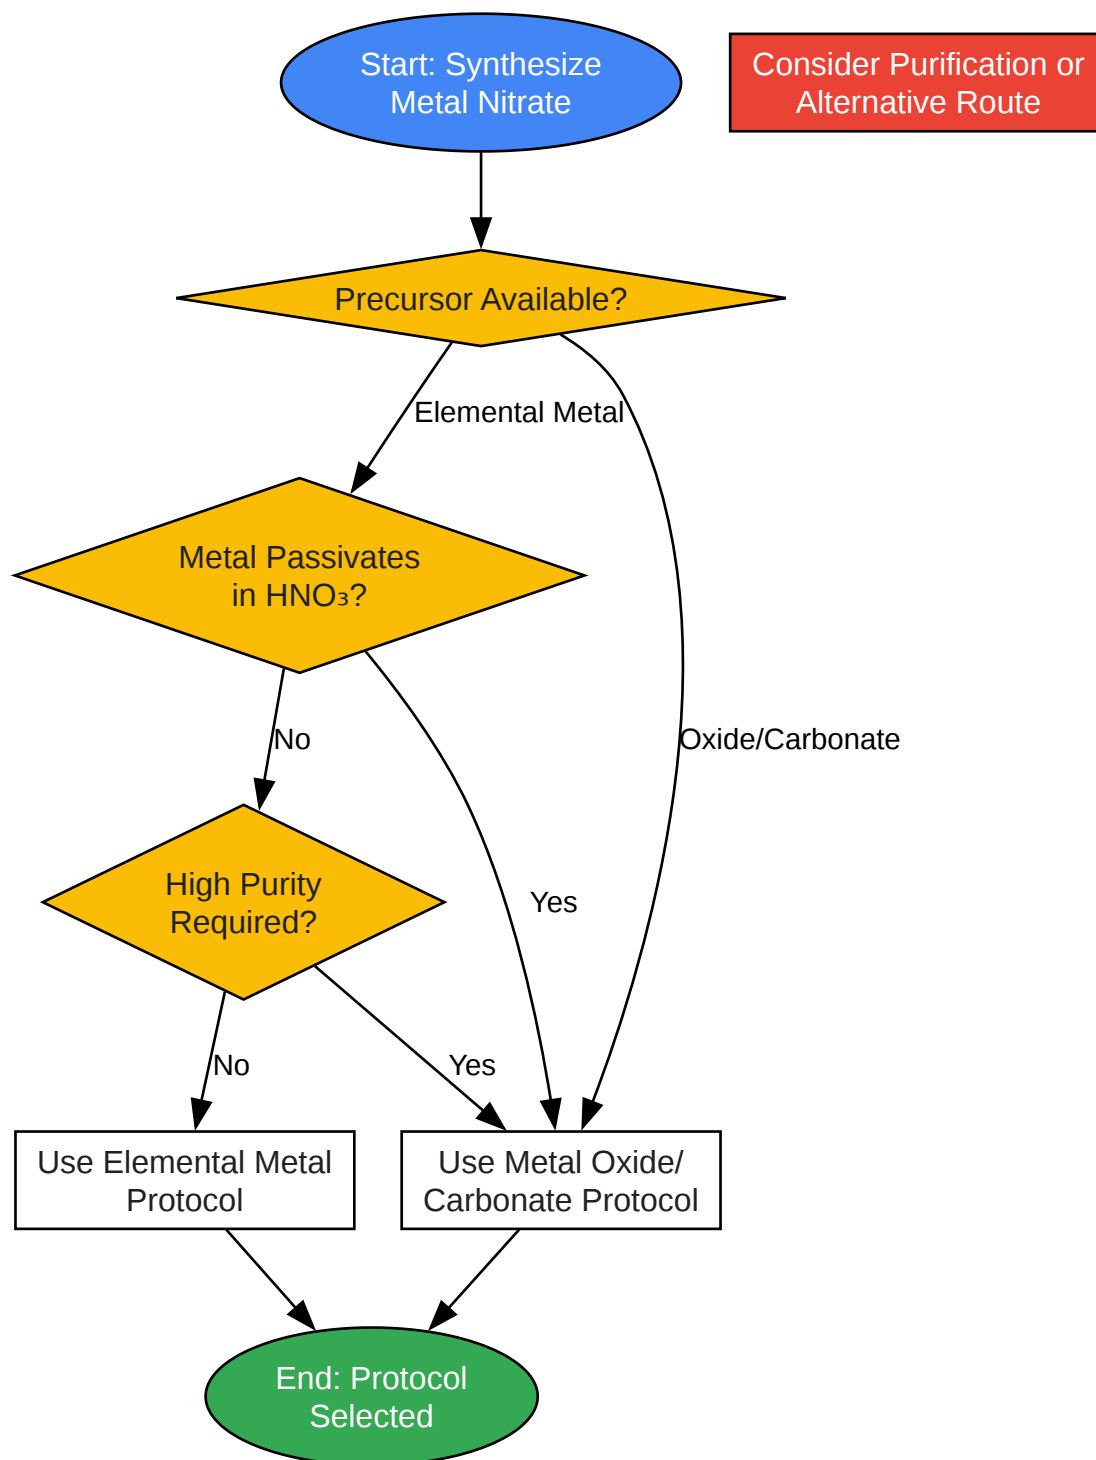 Start: Synthesize
Metal Nitrate
Consider Purification or
Alternative Route
Precursor Available?
Elemental Metal
Metal Passivates
in HNO₃?
No
Oxide/Carbonate
High Purity
Required?
Yes
No
Yes
Use Elemental Metal
Protocol
Use Metal Oxide/
Carbonate Protocol
End: Protocol
Selected